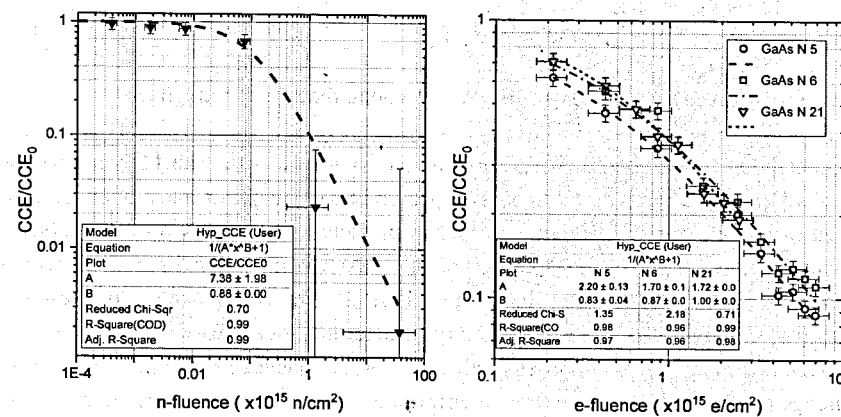 1
0.1
0.01
CCE/CCE0
Model Hyp_CCE (User)
Equation 1/(A*x^B+1)
Plot CCE/CCE0
A 7.38 ± 1.98
B 0.88 ± 0.00
Reduced Chi-Sqr 0.70
R-Square(COD) 0.99
Adj. R-Square 0.99
1E-4 0.01 1 100
n-fluence ( x10^15 n/cm²)
1
0.1
CCE/CCE0
GaAs N 5
GaAs N 6
GaAs N 21
Model Hyp_CCE (User)
Equation 1/(A*x^B+1)
Plot N 5 N 6 N 21
A 2.20 ± 0.13 1.70 ± 0.1 1.72 ± 0.0
B 0.83 ± 0.04 0.87 ± 0.0 1.00 ± 0.0
Reduced Chi-S 1.35 2.18 0.71
R-Square(CO 0.98 0.96 0.99
Adj. R-Square 0.97 0.96 0.98
0.1 1 10
e-fluence ( x10^15 e/cm²)